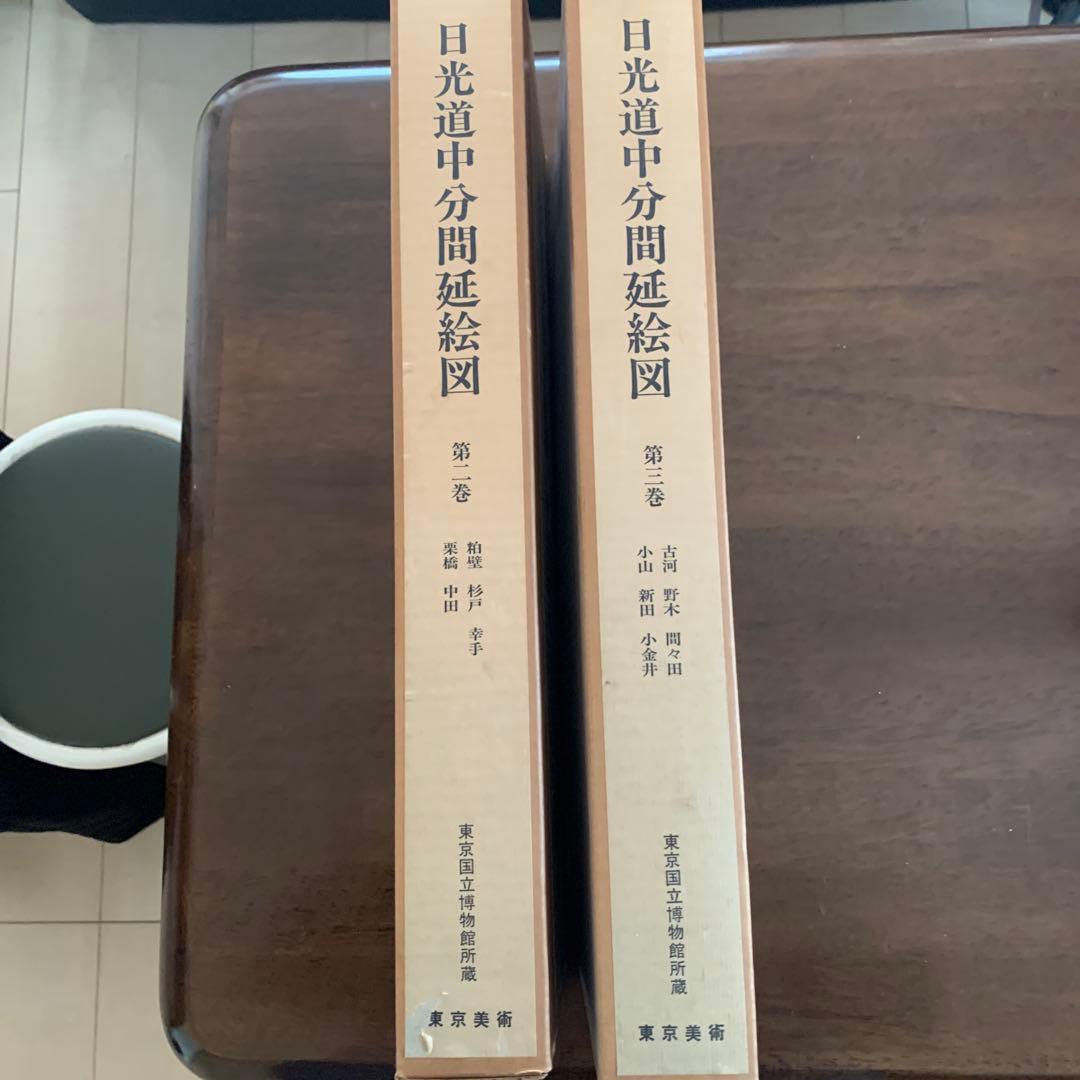 日光道中分間延絵図
第二巻
粕壁 杉戸 幸手
栗橋 中田
東京国立博物館所蔵
東京美術
日光道中分間延絵図
第三巻
古河 野木 間々田
小山 新田 小金井
東京国立博物館所蔵
東京美術